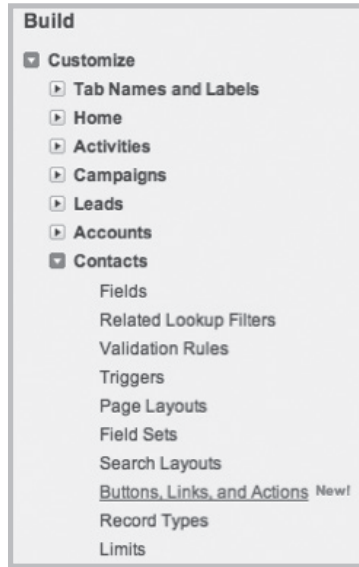 Build
Customize
Tab Names and Labels
Home
Activities
Campaigns
Leads
Accounts
Contacts
Fields
Related Lookup Filters
Validation Rules
Triggers
Page Layouts
Field Sets
Search Layouts
Buttons, Links, and Actions New!
Record Types
Limits